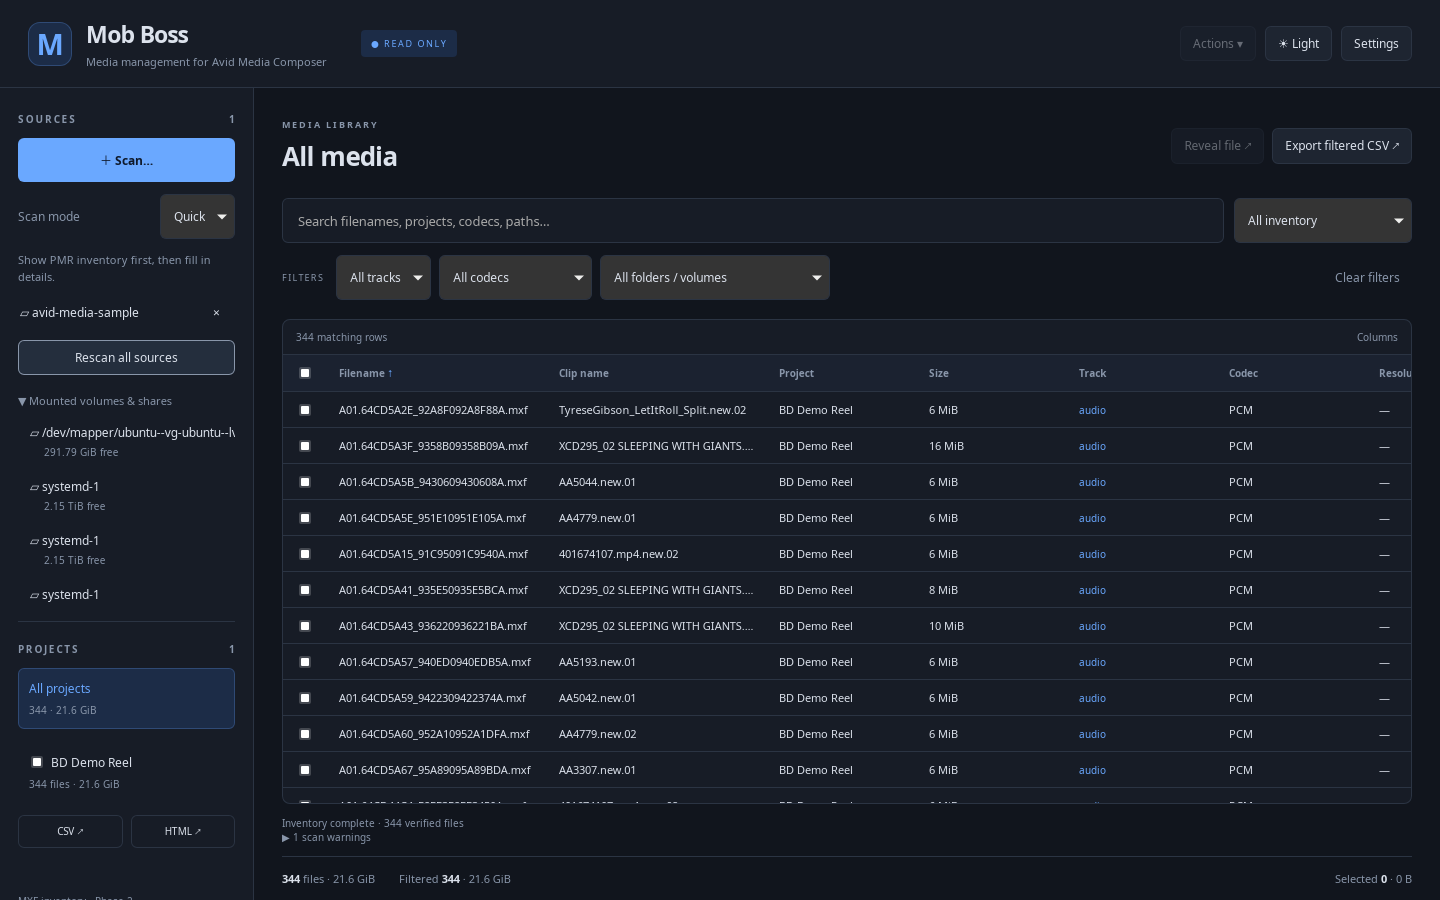 M
Mob Boss
Media management for Avid Media Composer
● READ ONLY
Actions ▾
☀ Light
Settings
SOURCES 1
+ Scan...
Scan mode
Quick
Show PMR inventory first, then fill in
details.
avid-media-sample ×
Rescan all sources
▼ Mounted volumes & shares
/dev/mapper/ubuntu--vg-ubuntu--lv
291.79 GiB free
systemd-1
2.15 TiB free
systemd-1
2.15 TiB free
systemd-1
PROJECTS 1
All projects
344 · 21.6 GiB
BD Demo Reel
344 files · 21.6 GiB
CSV ↗
HTML ↗
MEDIA LIBRARY
All media
Reveal file ↗
Export filtered CSV ↗
Search filenames, projects, codecs, paths...
All inventory
FILTERS
All tracks
All codecs
All folders / volumes
Clear filters
344 matching rows
Columns
Filename ↑ Clip name Project Size Track Codec Resolu
A01.64CD5A2E_92A8F092A8F88A.mxf TyreseGibson_LetItRoll_Split.new.02 BD Demo Reel 6 MiB audio PCM —
A01.64CD5A3F_9358B09358B09A.mxf XCD295_02 SLEEPING WITH GIANTS.... BD Demo Reel 16 MiB audio PCM —
A01.64CD5A5B_9430609430608A.mxf AA5044.new.01 BD Demo Reel 6 MiB audio PCM —
A01.64CD5A5E_951E10951E105A.mxf AA4779.new.01 BD Demo Reel 6 MiB audio PCM —
A01.64CD5A15_91C95091C9540A.mxf 401674107.mp4.new.02 BD Demo Reel 6 MiB audio PCM —
A01.64CD5A41_935E50935E5BCA.mxf XCD295_02 SLEEPING WITH GIANTS.... BD Demo Reel 8 MiB audio PCM —
A01.64CD5A43_936220936221BA.mxf XCD295_02 SLEEPING WITH GIANTS.... BD Demo Reel 10 MiB audio PCM —
A01.64CD5A57_940ED0940EDB5A.mxf AA5193.new.01 BD Demo Reel 6 MiB audio PCM —
A01.64CD5A59_9422309422374A.mxf AA5042.new.01 BD Demo Reel 6 MiB audio PCM —
A01.64CD5A60_952A10952A1DFA.mxf AA4779.new.02 BD Demo Reel 6 MiB audio PCM —
A01.64CD5A67_95A89095A89BDA.mxf AA3307.new.01 BD Demo Reel 6 MiB audio PCM —
Inventory complete · 344 verified files
▶ 1 scan warnings
344 files · 21.6 GiB Filtered 344 · 21.6 GiB Selected 0 · 0 B